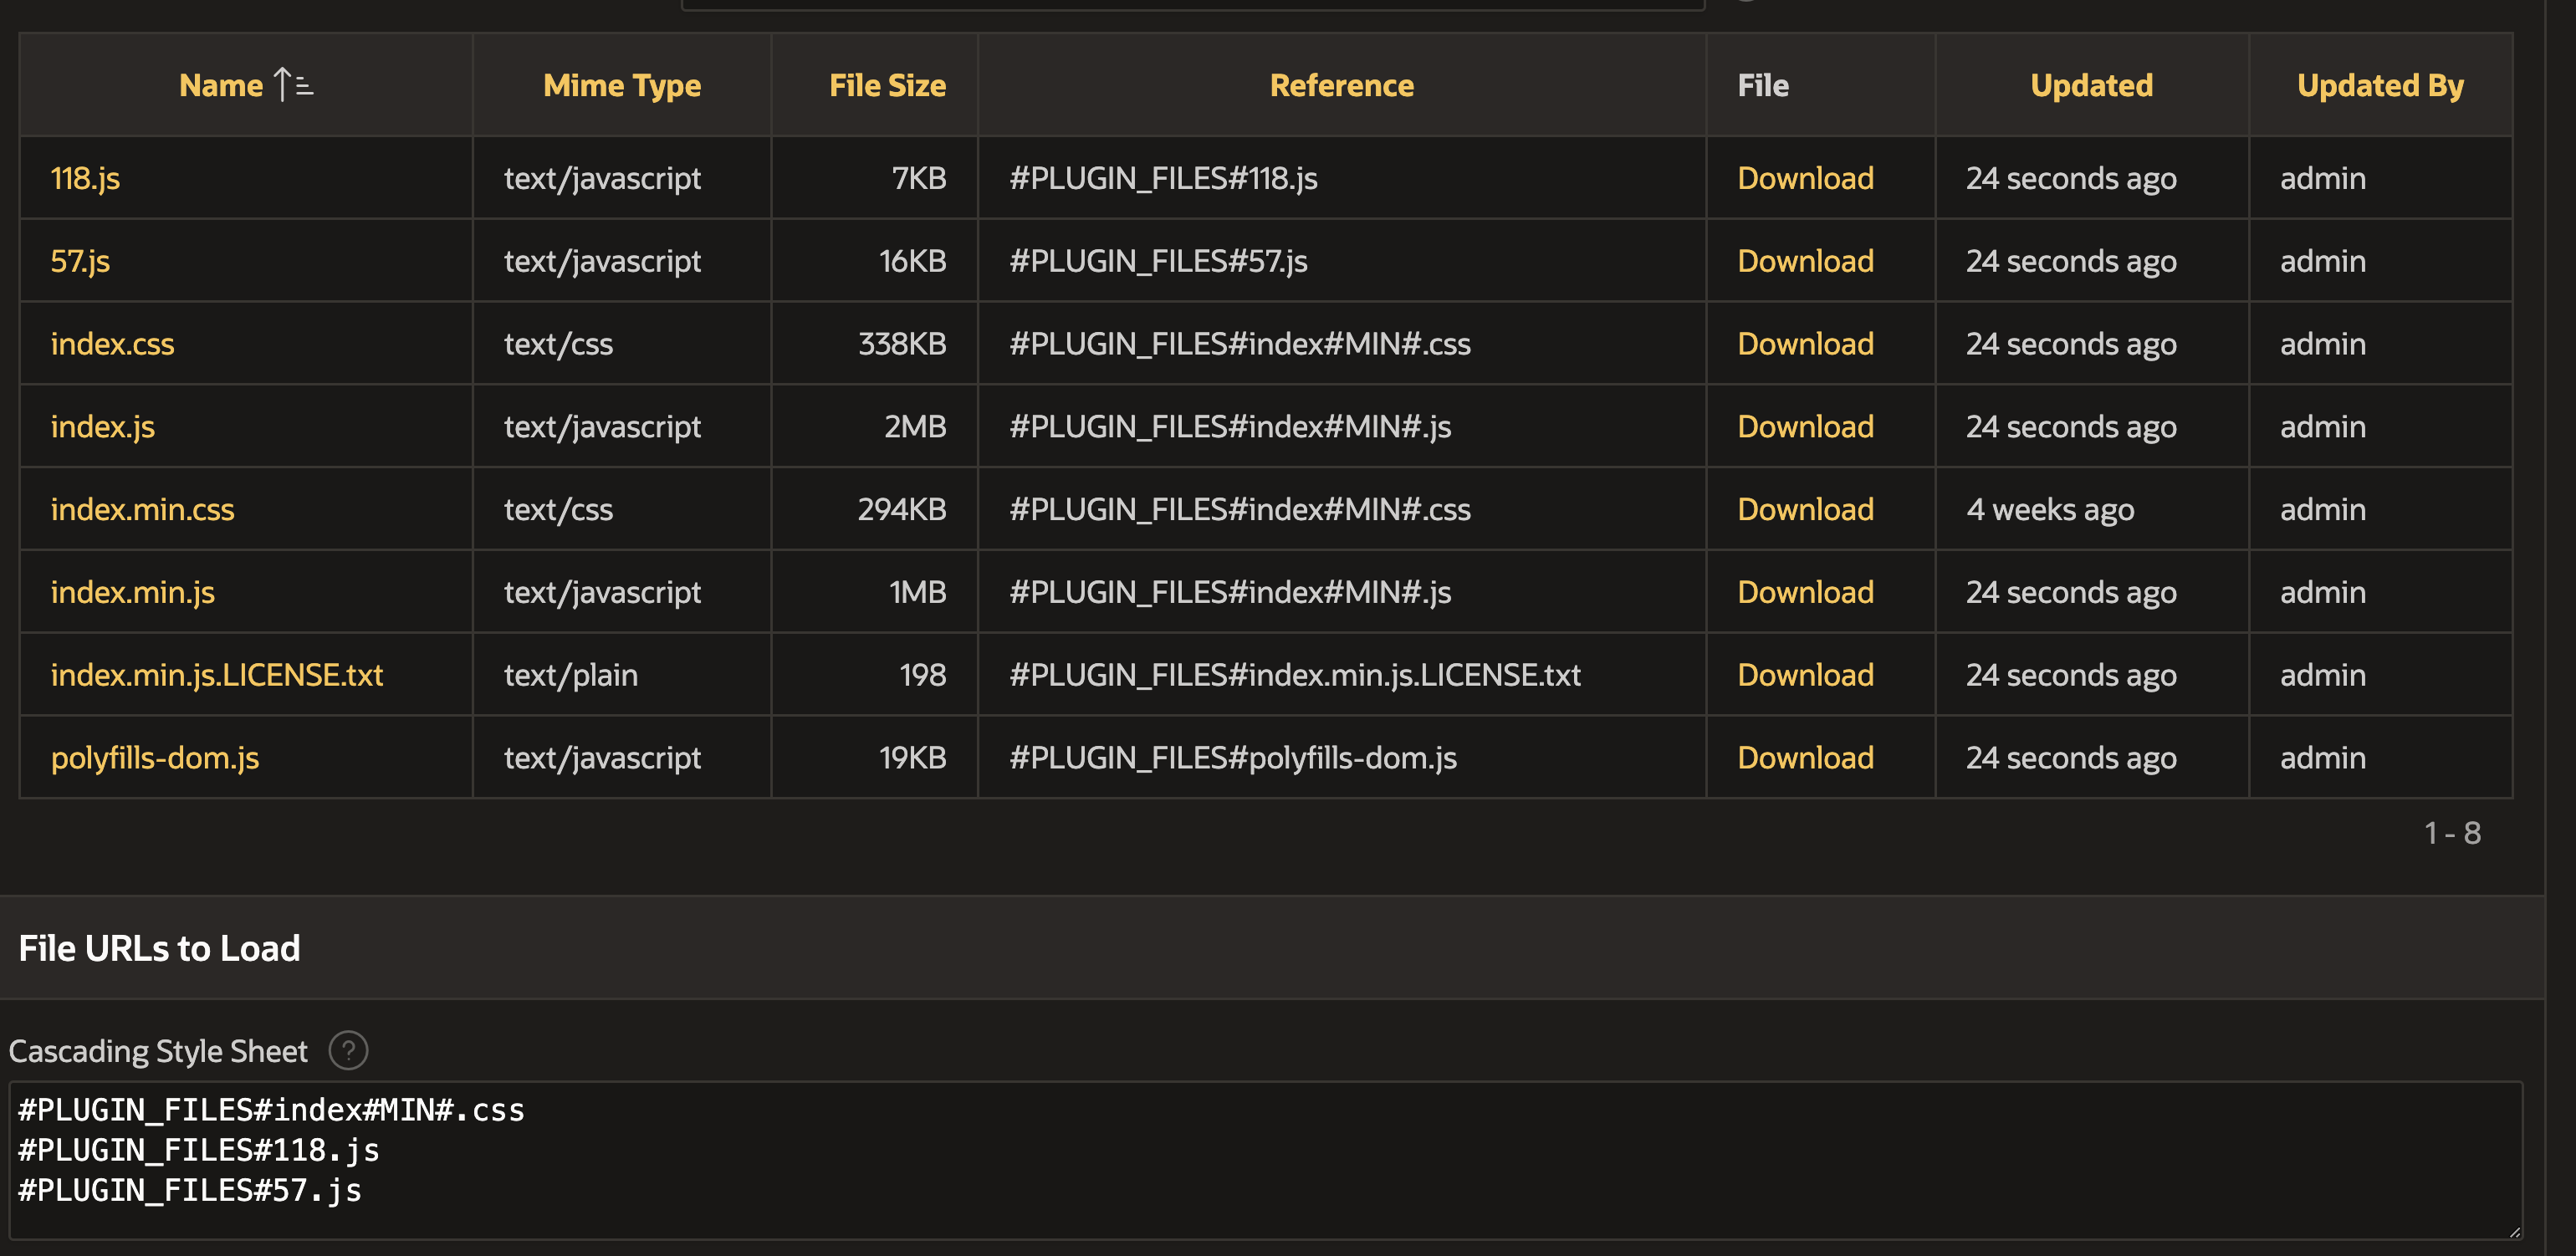 Name Mime Type File Size Reference File Updated Updated By
118.js text/javascript 7KB #PLUGIN_FILES#118.js Download 24 seconds ago admin
57.js text/javascript 16KB #PLUGIN_FILES#57.js Download 24 seconds ago admin
index.css text/css 338KB #PLUGIN_FILES#index#MIN#.css Download 24 seconds ago admin
index.js text/javascript 2MB #PLUGIN_FILES#index#MIN#.js Download 24 seconds ago admin
index.min.css text/css 294KB #PLUGIN_FILES#index#MIN#.css Download 4 weeks ago admin
index.min.js text/javascript 1MB #PLUGIN_FILES#index#MIN#.js Download 24 seconds ago admin
index.min.js.LICENSE.txt text/plain 198 #PLUGIN_FILES#index.min.js.LICENSE.txt Download 24 seconds ago admin
polyfills-dom.js text/javascript 19KB #PLUGIN_FILES#polyfills-dom.js Download 24 seconds ago admin
1 - 8
File URLs to Load
Cascading Style Sheet ?
#PLUGIN_FILES#index#MIN#.css
#PLUGIN_FILES#118.js
#PLUGIN_FILES#57.js